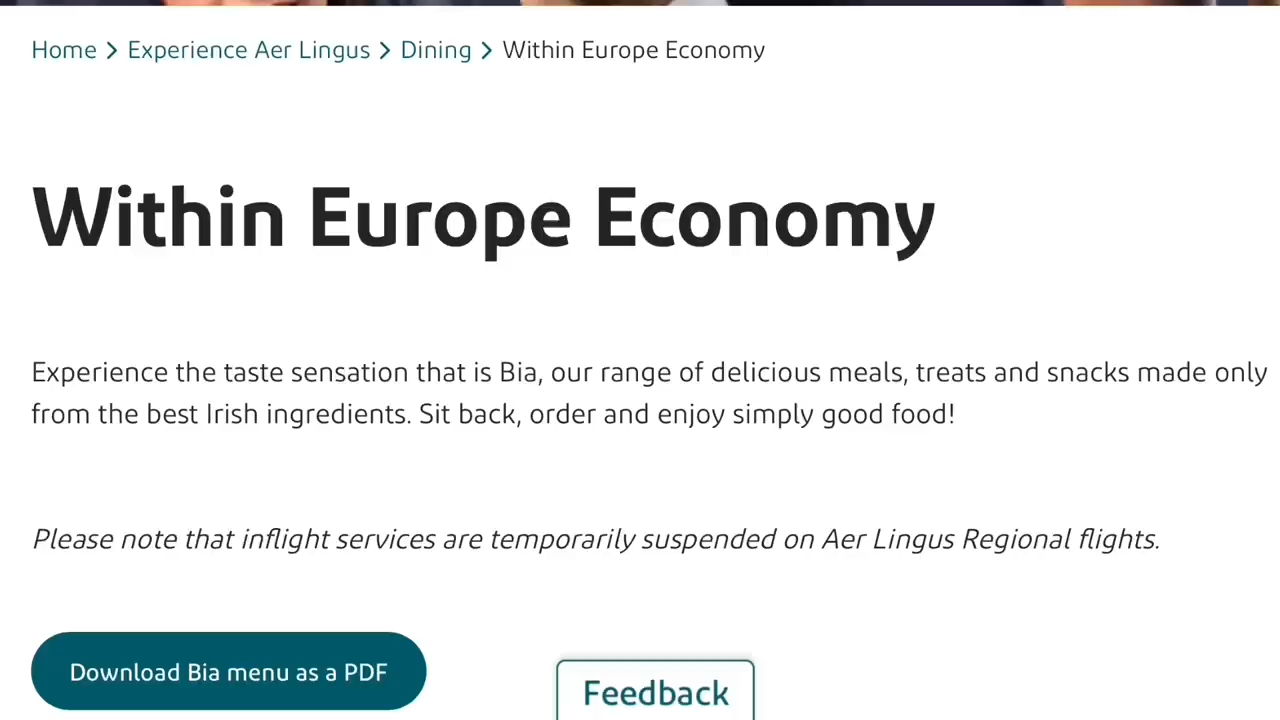 Home > Experience Aer Lingus > Dining > Within Europe Economy
Within Europe Economy
Experience the taste sensation that is Bia, our range of delicious meals, treats and snacks made only
from the best Irish ingredients. Sit back, order and enjoy simply good food!
Please note that inflight services are temporarily suspended on Aer Lingus Regional flights.
Download Bia menu as a PDF
Feedback